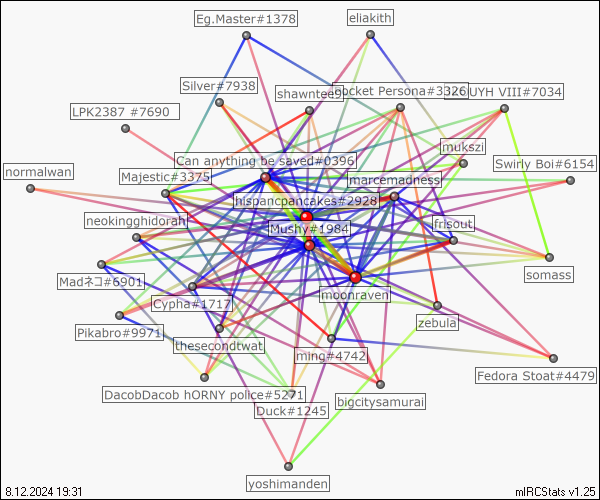 Eg.Master#1378
eliakith
Silver#7938
shawntee9
ocket Persona#3326
UYH VIII#7034
LPK2387 #7690
mukszi
Can anything be saved#0396
Swirly Boi#6154
normalwan
Majestic#3375
marcemadness
hispancpancakes#2928
neokingghidorah
Mushy#1984
frisout
Madネコ#6901
somass
moonraven
Cypha#1717
zebula
Pikabro#9971
thesecondtwat
ming#4742
Fedora Stoat#4479
DacobDacob hORNY police#5271
bigcitysamurai
Duck#1245
yoshimanden
8.12.2024 19:31
mIRCStats v1.25